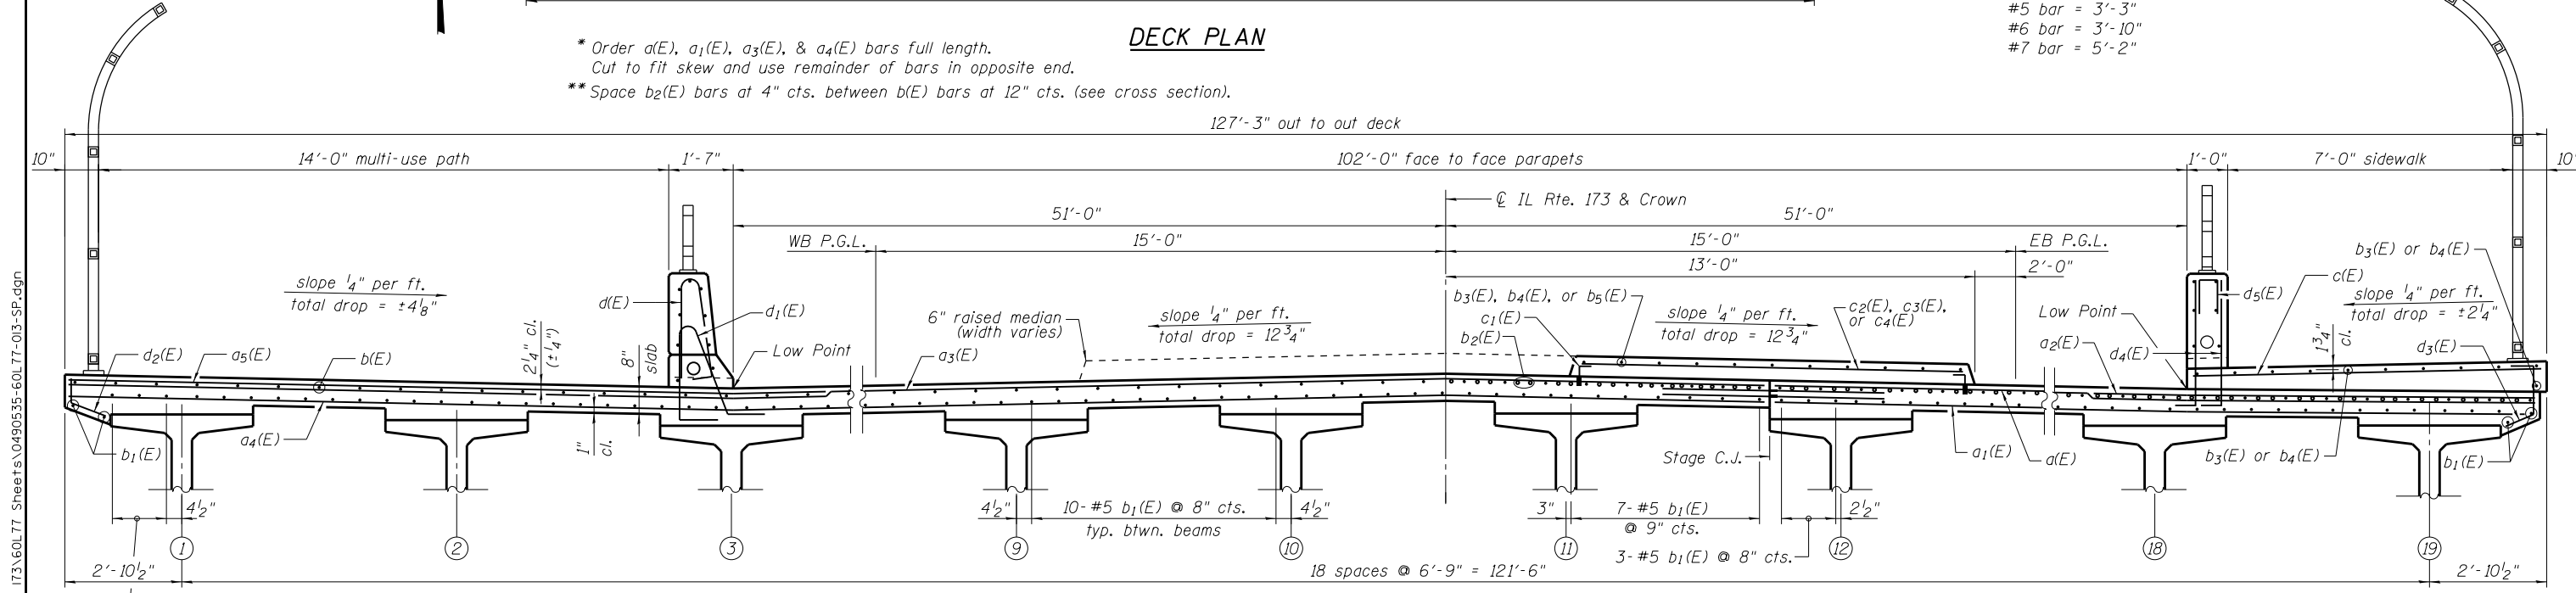 #5 bar = 3'-3"
#6 bar = 3'-10"
#7 bar = 5'-2"
DECK PLAN
* Order a(E), a1(E), a3(E), & a4(E) bars full length.
Cut to fit skew and use remainder of bars in opposite end.
** Space b2(E) bars at 4" cts. between b(E) bars at 12" cts. (see cross section).
127'-3" out to out deck
10"
14'-0" multi-use path
1'-7"
102'-0" face to face parapets
1'-0"
7'-0" sidewalk
10"
℄ IL Rte. 173 & Crown
51'-0"
51'-0"
WB P.G.L.
15'-0"
15'-0"
EB P.G.L.
13'-0"
2'-0"
b3(E) or b4(E)
c(E)
slope 1/4" per ft.
total drop = ±4 1/8"
d(E)
d1(E)
6" raised median
(width varies)
slope 1/4" per ft.
total drop = 12 3/4"
b3(E), b4(E), or b5(E)
c1(E)
b2(E)
slope 1/4" per ft.
total drop = 12 3/4"
c2(E), c3(E),
or c4(E)
Low Point
d5(E)
slope 1/4" per ft.
total drop = ±2 1/4"
a2(E)
d4(E)
1 3/4"
cl.
d3(E)
d2(E)
a5(E)
b(E)
2 1/4" cl.
(± 1/4")
8"
slab
Low Point
a3(E)
b1(E)
a4(E)
1"
cl.
Stage C.J.
a1(E)
a(E)
b3(E) or b4(E)
b1(E)
4 1/2"
4 1/2"
10-#5 b1(E) @ 8" cts.
typ. btwn. beams
4 1/2"
3"
7-#5 b1(E)
@ 9" cts.
2 1/2"
3-#5 b1(E) @ 8" cts.
1
2
3
9
10
11
12
18
19
2'-10 1/2"
18 spaces @ 6'-9" = 121'-6"
2'-10 1/2"
173\60L77 Sheets\0490535-60L77-013-SP.dgn